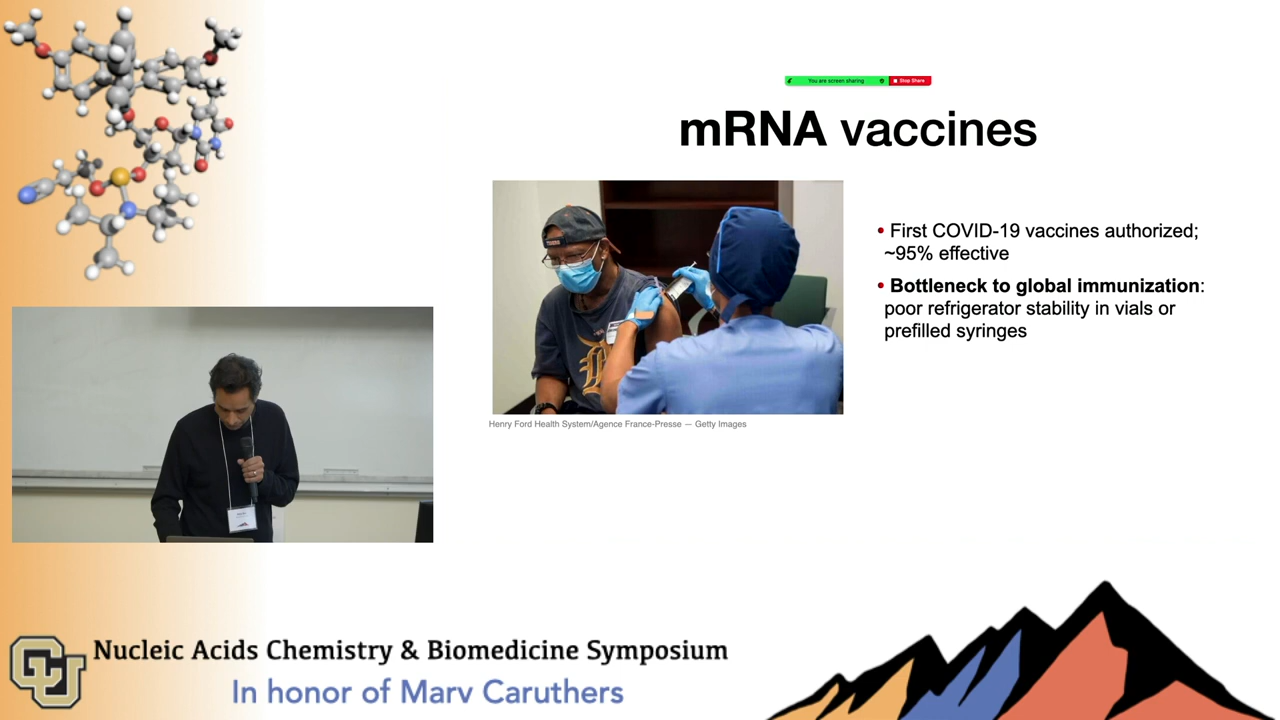 You are screen sharing
Stop Share
mRNA vaccines
• First COVID-19 vaccines authorized;
~95% effective
• Bottleneck to global immunization:
poor refrigerator stability in vials or
prefilled syringes
Henry Ford Health System/Agence France-Presse — Getty Images
CU
Nucleic Acids Chemistry & Biomedicine Symposium
In honor of Marv Caruthers